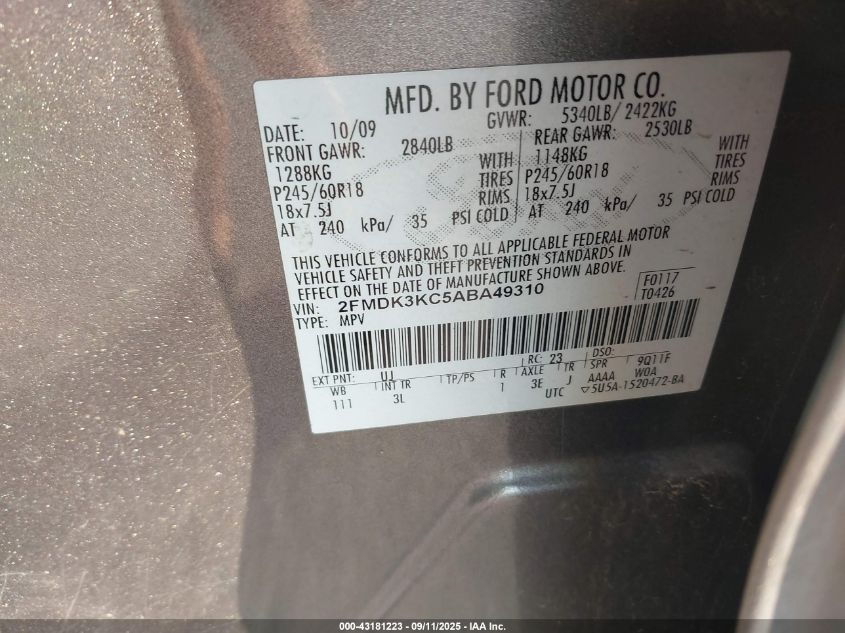 MFD. BY FORD MOTOR CO.
DATE: 10/09 GVWR: 5340LB/ 2422KG
FRONT GAWR: 2840LB REAR GAWR: 2530LB
1288KG WITH 1148KG WITH
P245/60R18 TIRES P245/60R18 TIRES
18x7.5J RIMS 18x7.5J RIMS
AT 240 kPa/ 35 PSI COLD AT 240 kPa/ 35 PSI COLD
THIS VEHICLE CONFORMS TO ALL APPLICABLE FEDERAL MOTOR
VEHICLE SAFETY AND THEFT PREVENTION STANDARDS IN
EFFECT ON THE DATE OF MANUFACTURE SHOWN ABOVE.
VIN: 2FMDK3KC5ABA49310 F0117
TYPE: MPV T0426
EXT PNT: UJ RC: 23 DSO:
WB INT TR TP/PS R AXLE TR SPR 9Q11F
111 3L 1 3E J AAAA W0A
UTC 5U5A-1520472-BA
000-43181223 - 09/11/2025 - IAA Inc.